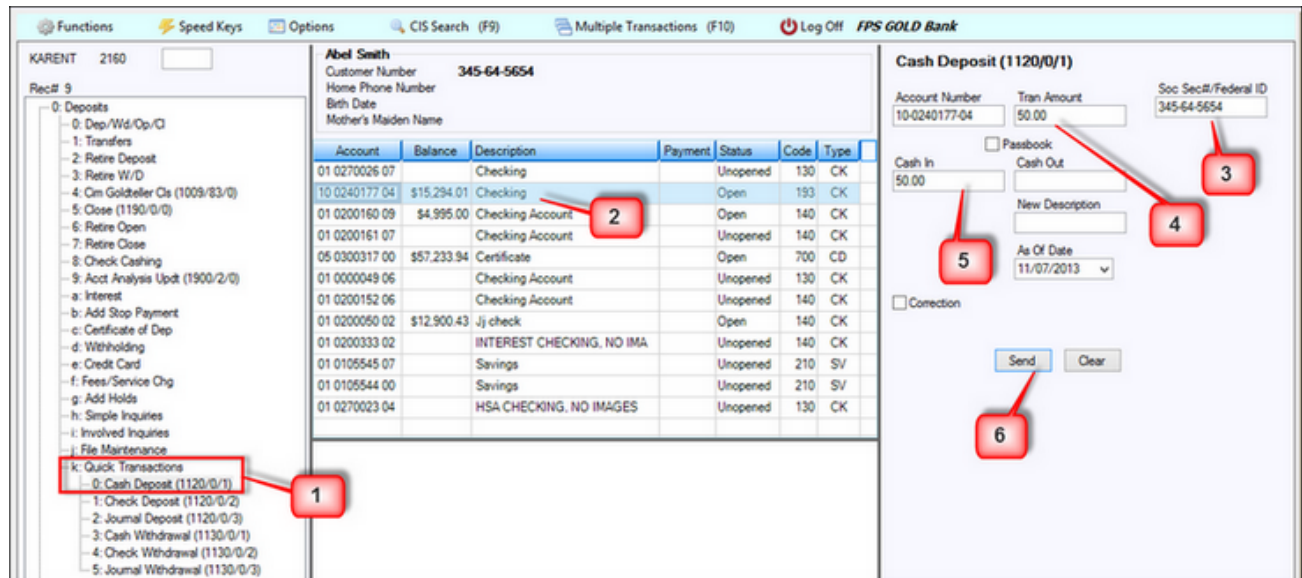 Functions Speed Keys Options CIS Search (F9) Multiple Transactions (F10) Log Off FPS GOLD Bank
KARENT 2160
Rec# 9
0: Deposits
0: Dep/Wd/Op/Cl
1: Transfers
2: Retire Deposit
3: Retire W/D
4: Cim Goldteller Cls (1009/83/0)
5: Close (1190/0/0)
6: Retire Open
7: Retire Close
8: Check Cashing
9: Acct Analysis Updt (1900/2/0)
a: Interest
b: Add Stop Payment
c: Certificate of Dep
d: Withholding
e: Credit Card
f: Fees/Service Chg
g: Add Holds
h: Simple Inquiries
i: Involved Inquiries
j: File Maintenance
k: Quick Transactions
0: Cash Deposit (1120/0/1)
1: Check Deposit (1120/0/2)
2: Journal Deposit (1120/0/3)
3: Cash Withdrawal (1130/0/1)
4: Check Withdrawal (1130/0/2)
5: Journal Withdrawal (1130/0/3)
1
Abel Smith
Customer Number 345-64-5654
Home Phone Number
Birth Date
Mother's Maiden Name
Account Balance Description Payment Status Code Type
01 0270026 07 Checking Unopened 130 CK
10 0240177 04 $15,294.01 Checking Open 193 CK
01 0200160 09 $4,995.00 Checking Account Open 140 CK
01 0200161 07 Checking Account Unopened 140 CK
05 0300317 00 $57,233.94 Certificate Open 700 CD
01 0000049 06 Checking Account Unopened 130 CK
01 0200152 06 Checking Account Unopened 140 CK
01 0200050 02 $12,900.43 Jj check Open 140 CK
01 0200333 02 INTEREST CHECKING, NO IMA Unopened 140 CK
01 0105545 07 Savings Unopened 210 SV
01 0105544 00 Savings Unopened 210 SV
01 0270023 04 HSA CHECKING, NO IMAGES Unopened 130 CK
2
Cash Deposit (1120/0/1)
Account Number Tran Amount Soc Sec#/Federal ID
10-0240177-04 50.00 345-64-5654
Passbook
Cash In Cash Out
50.00
New Description
As Of Date
11/07/2013
Correction
Send Clear
3
4
5
6